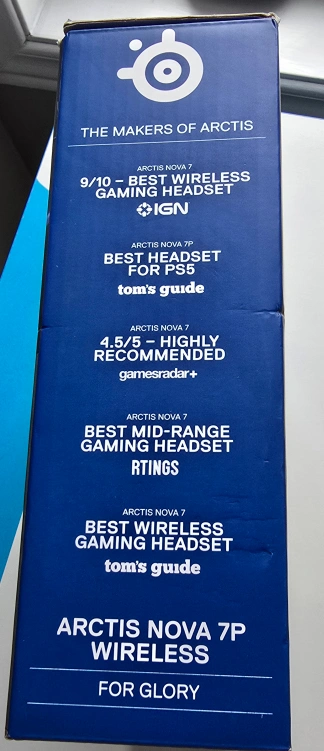 THE MAKERS OF ARCTIS
ARCTIS NOVA 7
9/10 – BEST WIRELESS
GAMING HEADSET
IGN
ARCTIS NOVA 7P
BEST HEADSET
FOR PS5
tom's guide
ARCTIS NOVA 7
4.5/5 – HIGHLY
RECOMMENDED
gamesradar+
ARCTIS NOVA 7
BEST MID-RANGE
GAMING HEADSET
RTINGS
ARCTIS NOVA 7
BEST WIRELESS
GAMING HEADSET
tom's guide
ARCTIS NOVA 7P
WIRELESS
FOR GLORY